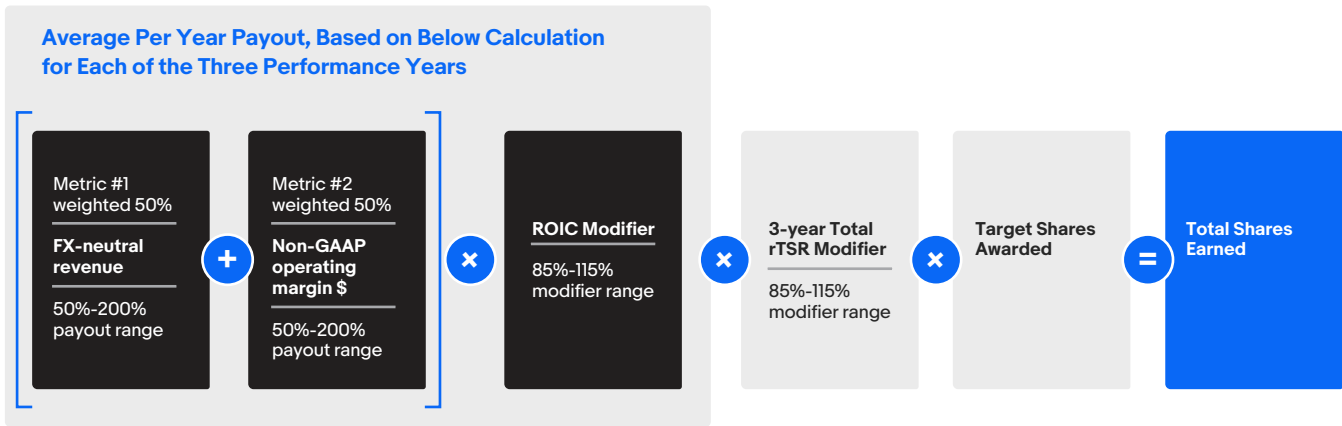 Average Per Year Payout, Based on Below Calculation
for Each of the Three Performance Years
Metric #1
weighted 50%
FX-neutral
revenue
50%-200%
payout range
+
Metric #2
weighted 50%
Non-GAAP
operating
margin $
50%-200%
payout range
×
ROIC Modifier
85%-115%
modifier range
×
3-year Total
rTSR Modifier
85%-115%
modifier range
×
Target Shares
Awarded
=
Total Shares
Earned